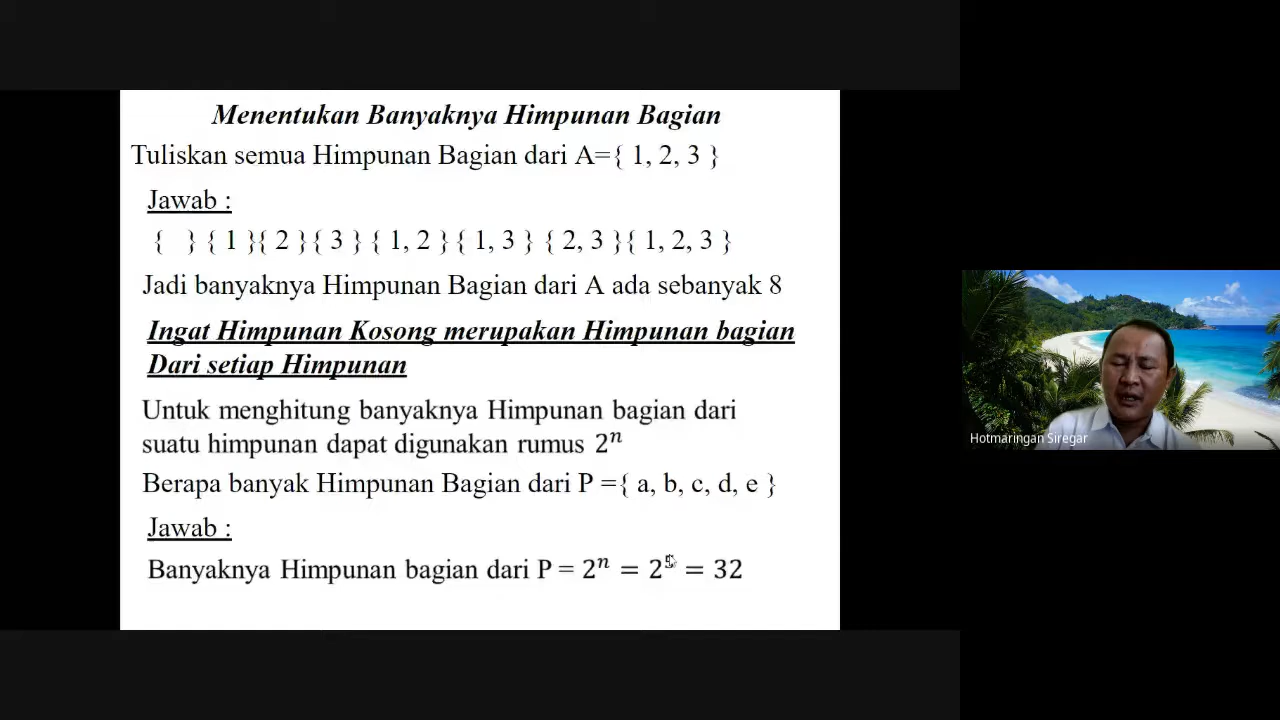 Menentukan Banyaknya Himpunan Bagian
Tuliskan semua Himpunan Bagian dari A={ 1, 2, 3 }
Jawab :
{ } { 1 }{ 2 }{ 3 } { 1, 2 } { 1, 3 } { 2, 3 }{ 1, 2, 3 }
Jadi banyaknya Himpunan Bagian dari A ada sebanyak 8
Ingat Himpunan Kosong merupakan Himpunan bagian
Dari setiap Himpunan
Untuk menghitung banyaknya Himpunan bagian dari
suatu himpunan dapat digunakan rumus 2ⁿ
Berapa banyak Himpunan Bagian dari P ={ a, b, c, d, e }
Jawab :
Banyaknya Himpunan bagian dari P = 2ⁿ = 2⁵ = 32
Hotmaringan Siregar